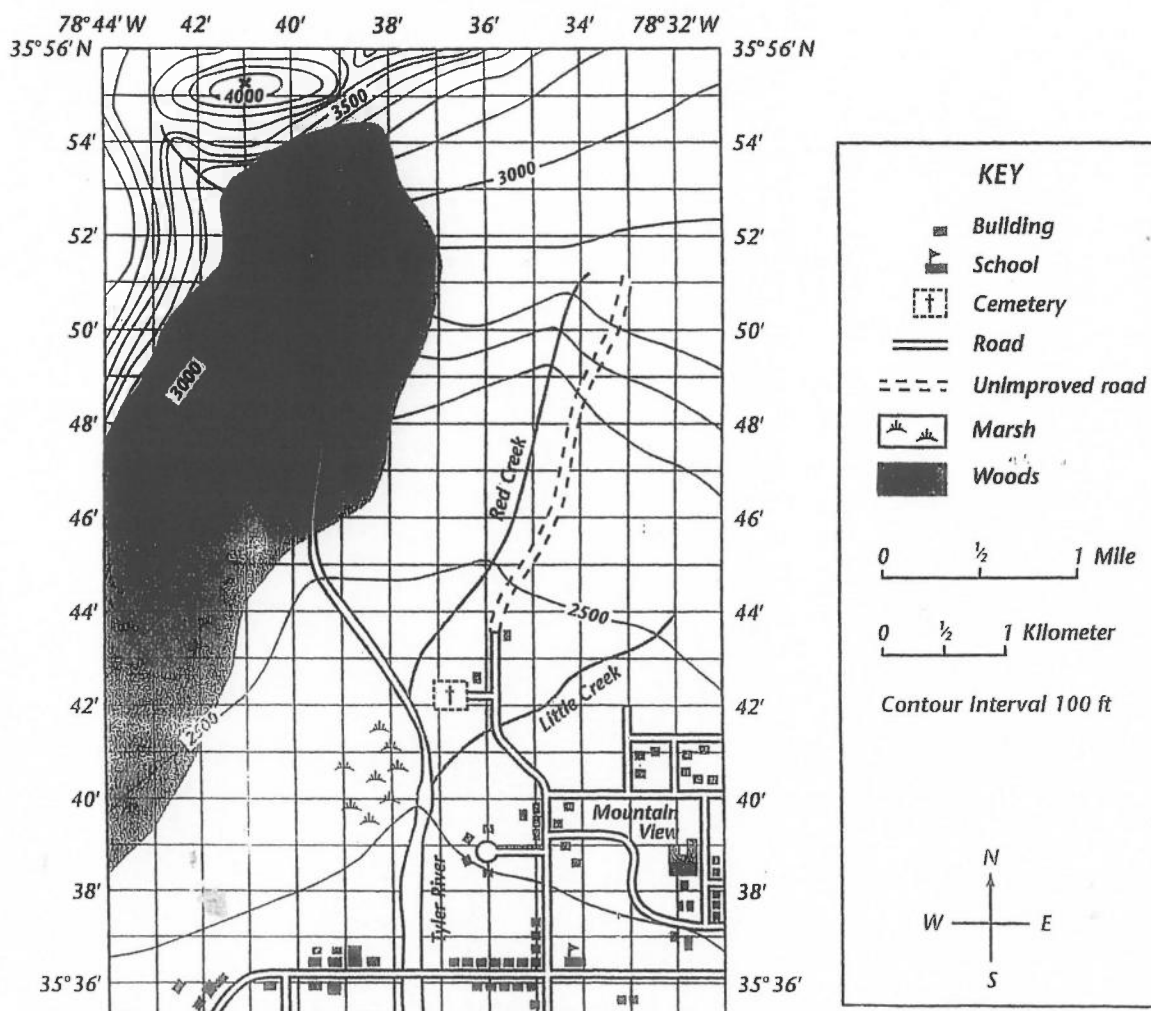 78°44' W 42' 40' 38' 36' 34' 78°32' W
35°56' N 35°56' N
4000
3500
54' 54'
3000
52' 52'
50' 50'
3000
48' 48'
Red Creek
46' 46'
44' 44'
2500
42' 42'
Little Creek
2500
40' 40'
Mountain
View
38' 38'
Tyler River
35°36' 35°36'
KEY
Building
School
Cemetery
Road
Unimproved road
Marsh
Woods
0 ½ 1 Mile
0 ½ 1 Kilometer
Contour Interval 100 ft
N
W E
S